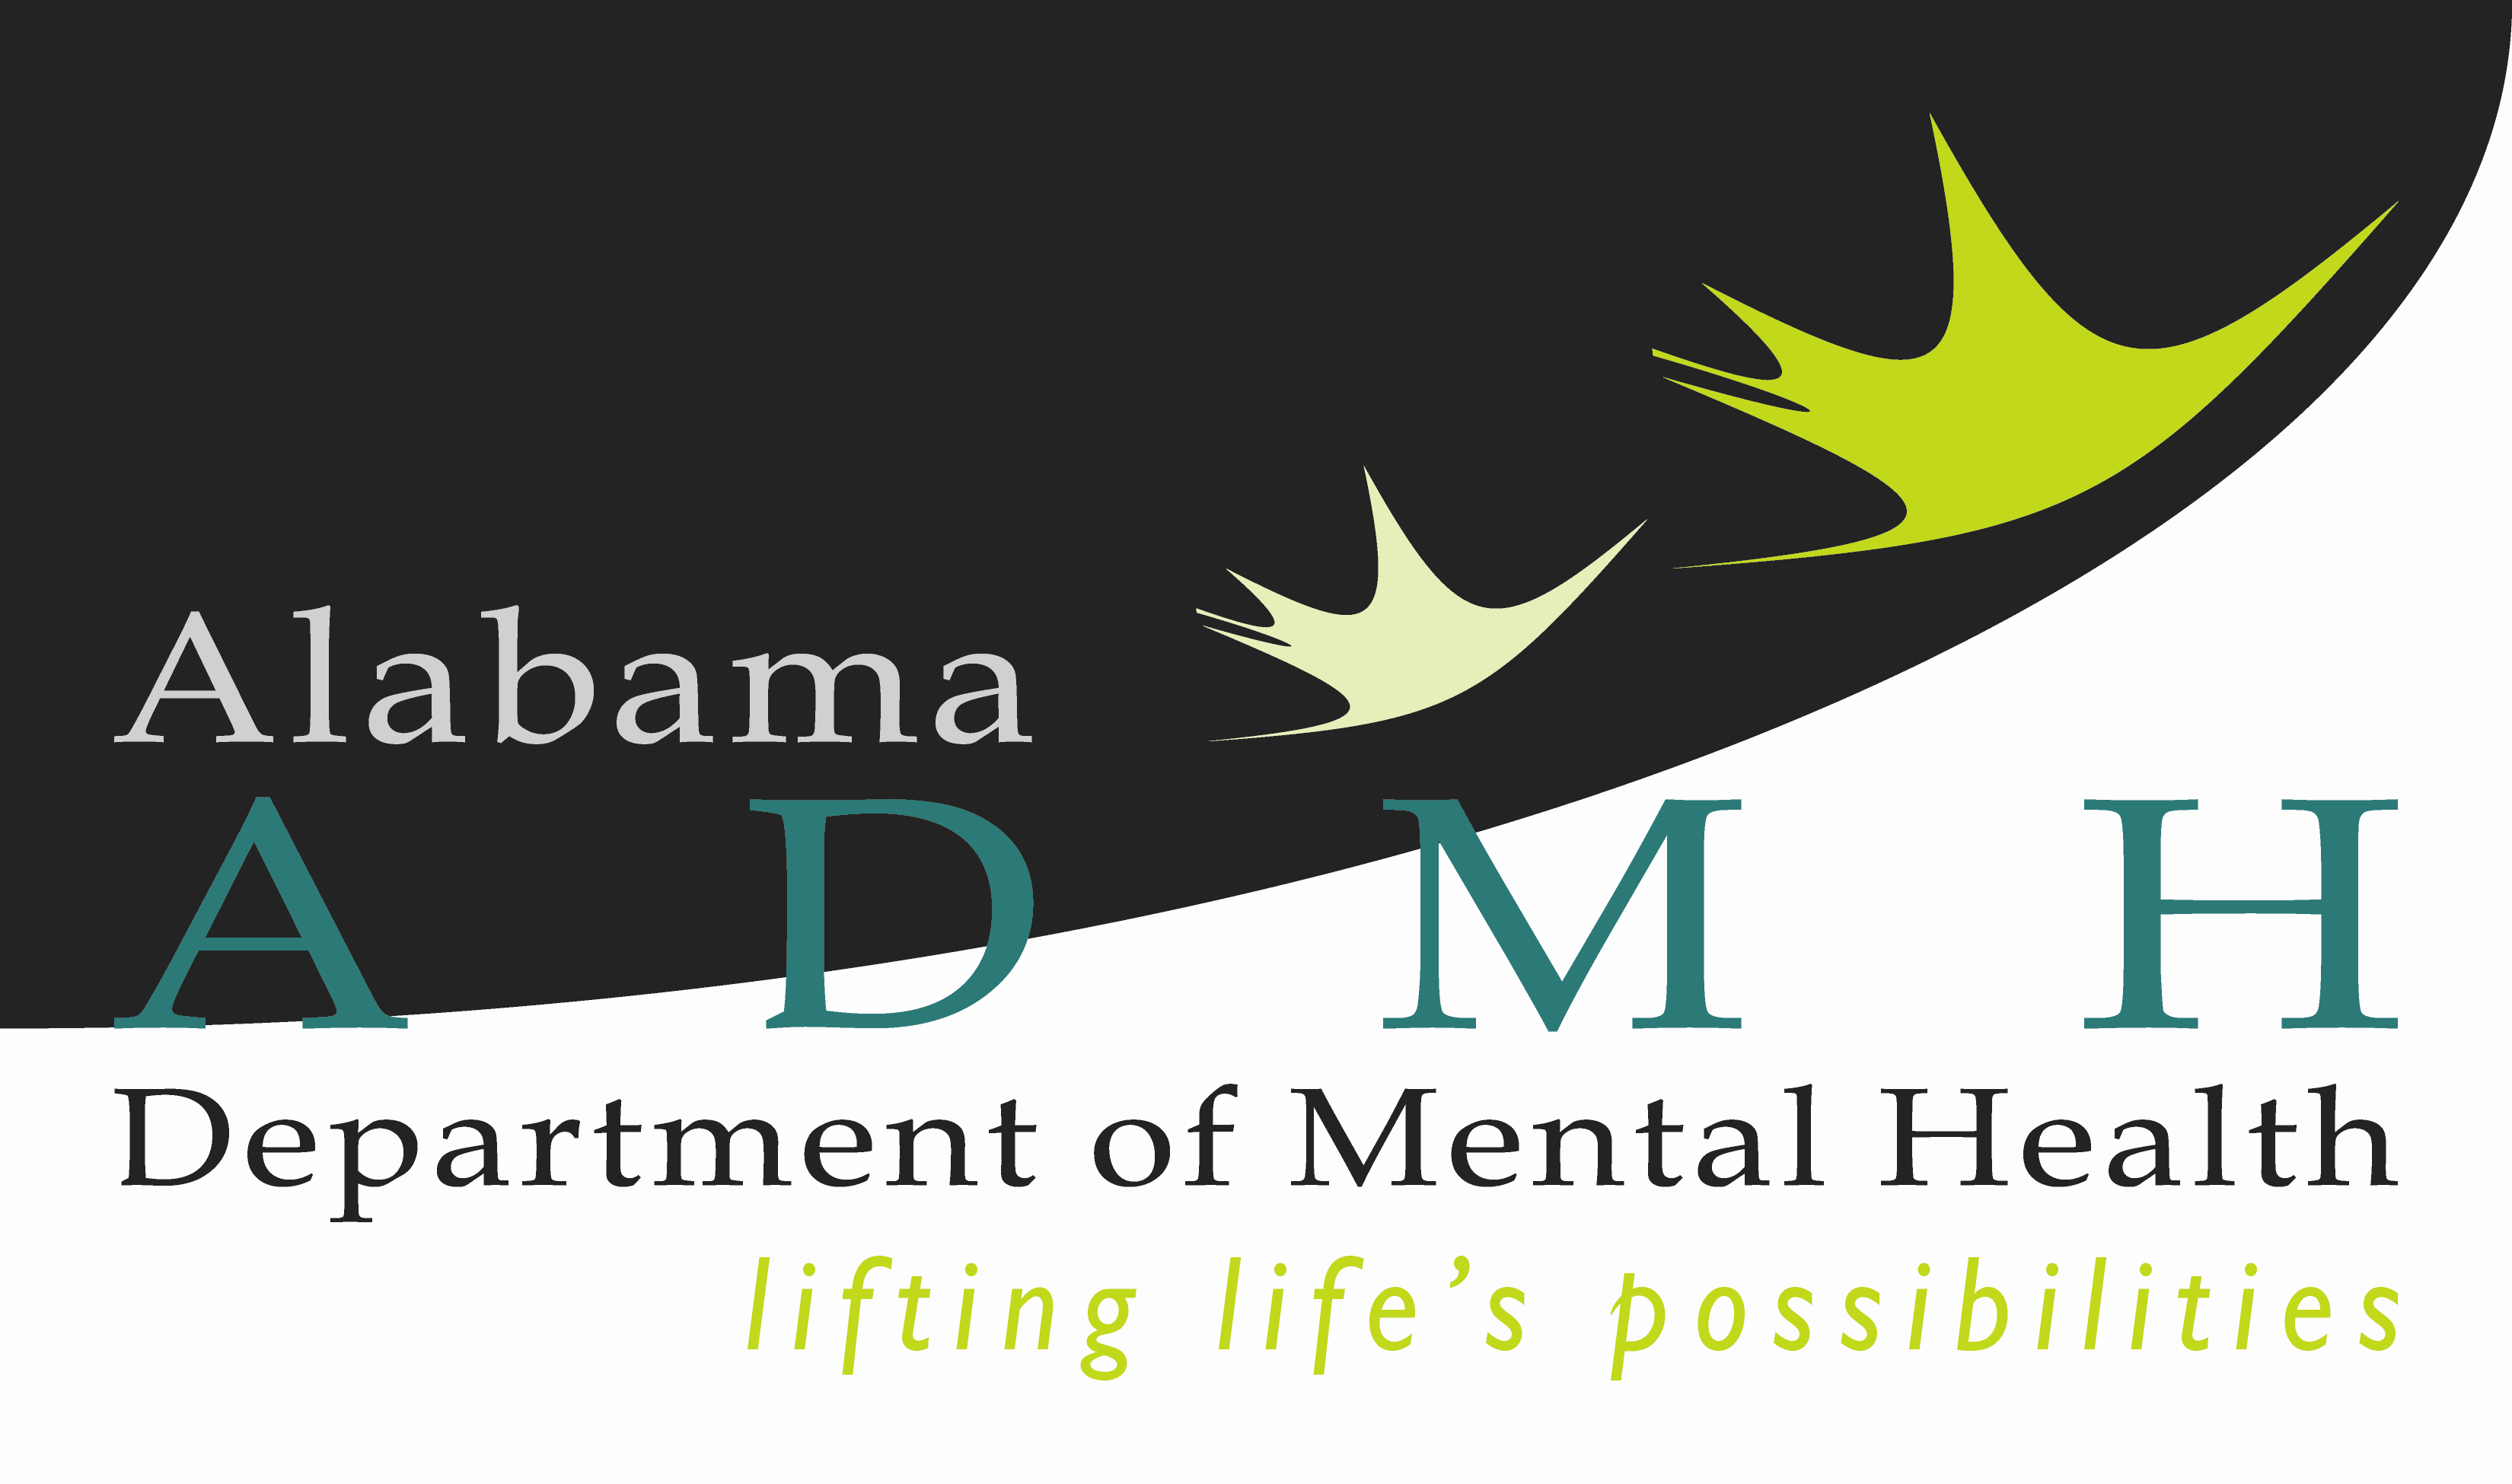 Alabama
A D M H
Department of Mental Health
lifting life’s possibilities